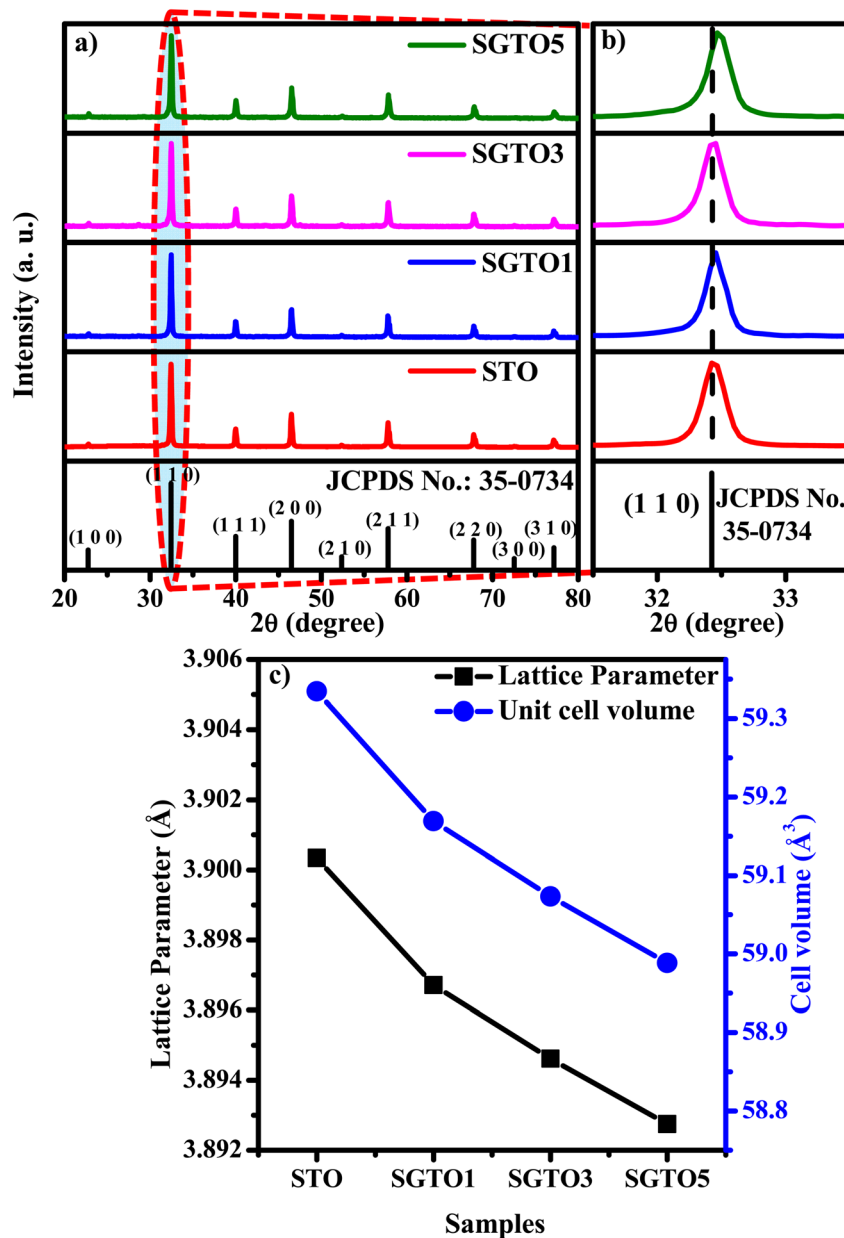 a)
SGTO5
b)
SGTO3
SGTO1
STO
Intensity (a. u.)
JCPDS No.: 35-0734
(1 0 0)
(1 1 0)
(1 1 1)
(2 0 0)
(2 1 0)
(2 1 1)
(2 2 0)
(3 0 0)
(3 1 0)
(1 1 0)
JCPDS No.
35-0734
20 30 40 50 60 70 80
2θ (degree)
32 33
2θ (degree)
c)
Lattice Parameter
Unit cell volume
3.906
3.904
3.902
3.900
3.898
3.896
3.894
3.892
Lattice Parameter (Å)
59.3
59.2
59.1
59.0
58.9
58.8
Cell volume (Å³)
STO SGTO1 SGTO3 SGTO5
Samples